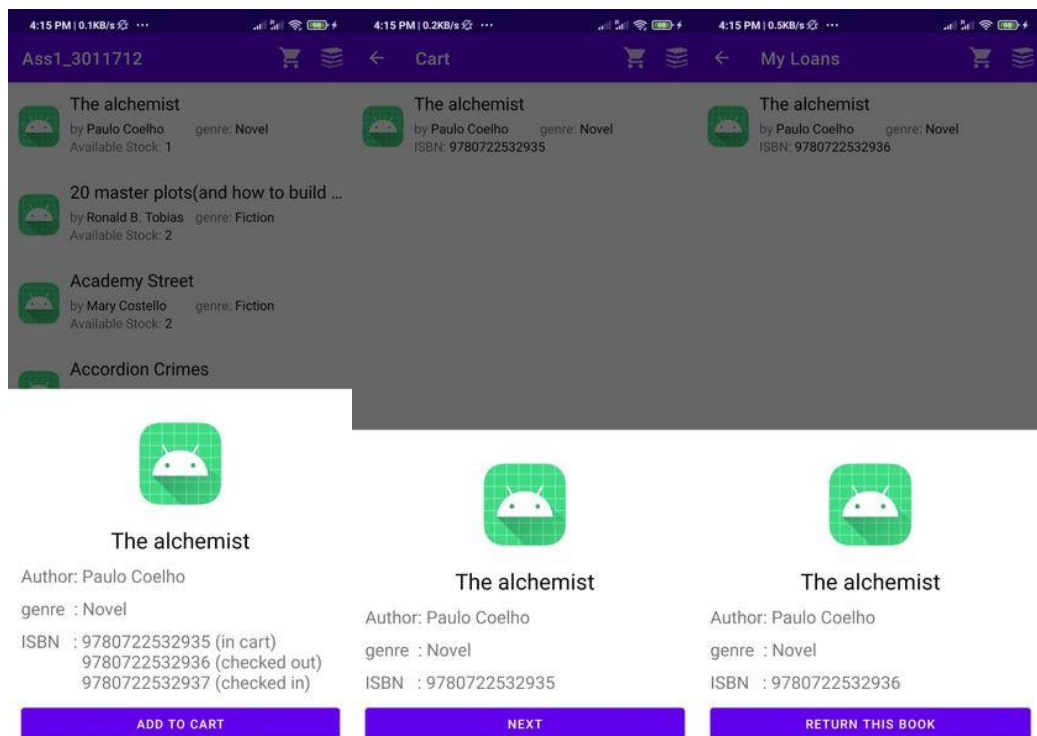 4:15 PM | 0.1KB/s ···
Ass1_3011712
The alchemist
by Paulo Coelho genre: Novel
Available Stock: 1
20 master plots(and how to build ...
by Ronald B. Tobias genre: Fiction
Available Stock: 2
Academy Street
by Mary Costello genre: Fiction
Available Stock: 2
Accordion Crimes
The alchemist
Author: Paulo Coelho
genre : Novel
ISBN : 9780722532935 (in cart)
9780722532936 (checked out)
9780722532937 (checked in)
ADD TO CART
4:15 PM | 0.2KB/s ···
Cart
The alchemist
by Paulo Coelho genre: Novel
ISBN: 9780722532935
The alchemist
Author: Paulo Coelho
genre : Novel
ISBN : 9780722532935
NEXT
4:15 PM | 0.5KB/s ···
My Loans
The alchemist
by Paulo Coelho genre: Novel
ISBN: 9780722532936
The alchemist
Author: Paulo Coelho
genre : Novel
ISBN : 9780722532936
RETURN THIS BOOK